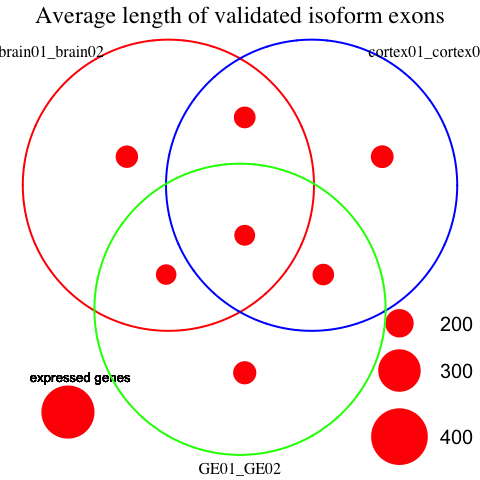 Average length of validated isoform exons
brain01_brain02
cortex01_cortex0
200
300
expressed genes
400
GE01_GE02